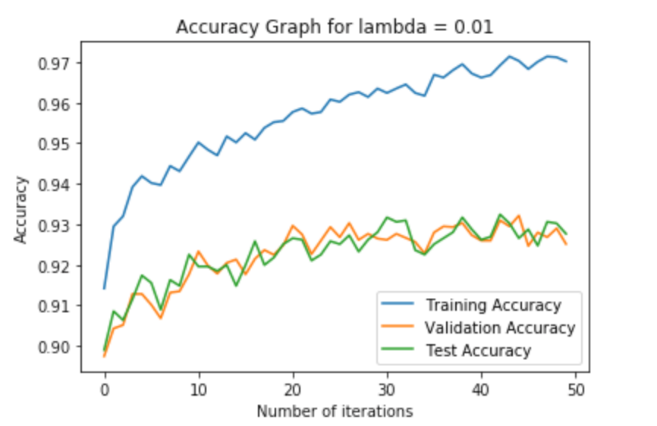 Accuracy Graph for lambda = 0.01
0.97
0.96
0.95
0.94
0.93
0.92
0.91
0.90
Accuracy
Training Accuracy
Validation Accuracy
Test Accuracy
0 10 20 30 40 50
Number of iterations